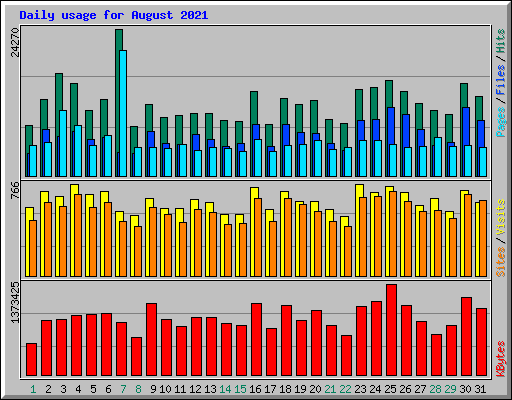 Daily usage for August 2021
24270
Pages / Files / Hits
766
Sites / Visits
1373425
KBytes
1 2 3 4 5 6 7 8 9 10 11 12 13 14 15 16 17 18 19 20 21 22 23 24 25 26 27 28 29 30 31